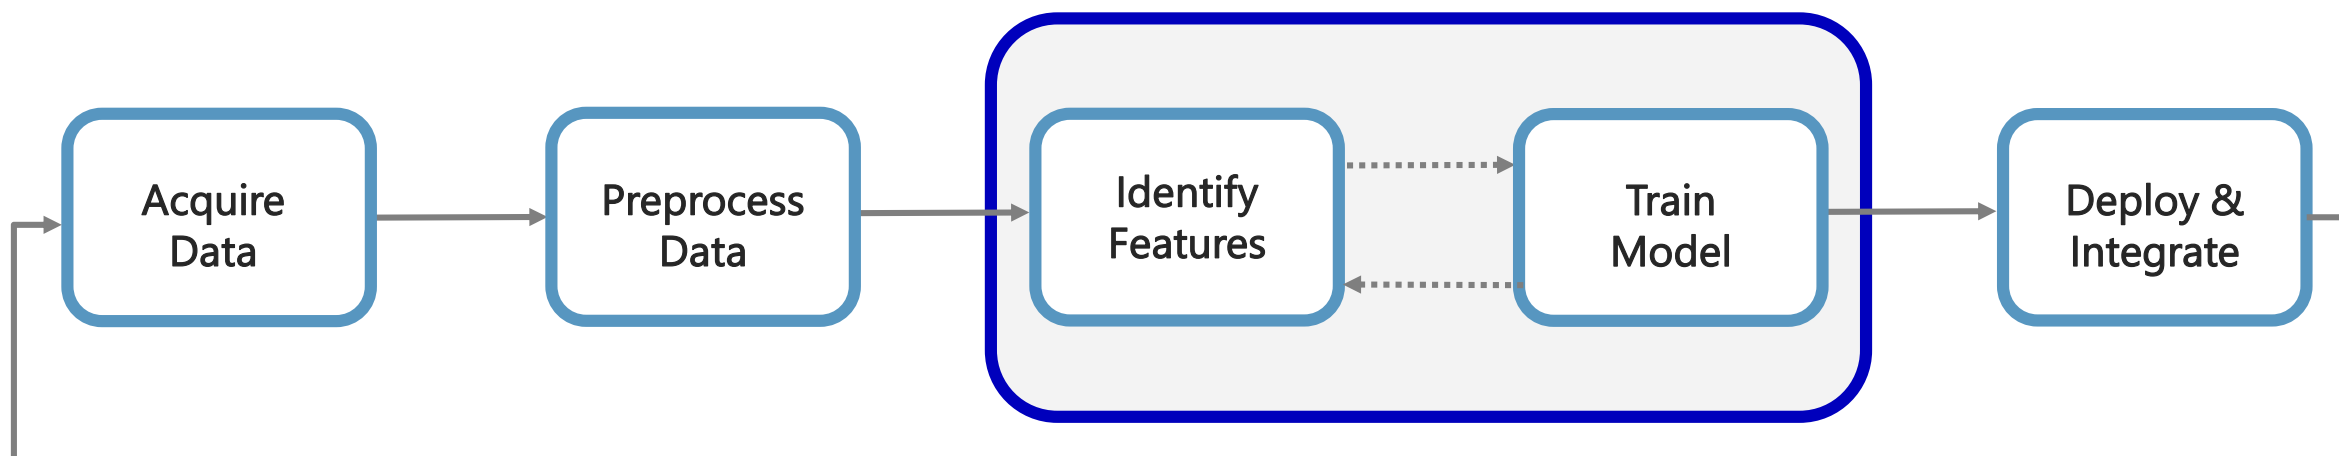 Acquire
Data
Preprocess
Data
Identify
Features
Train
Model
Deploy &
Integrate